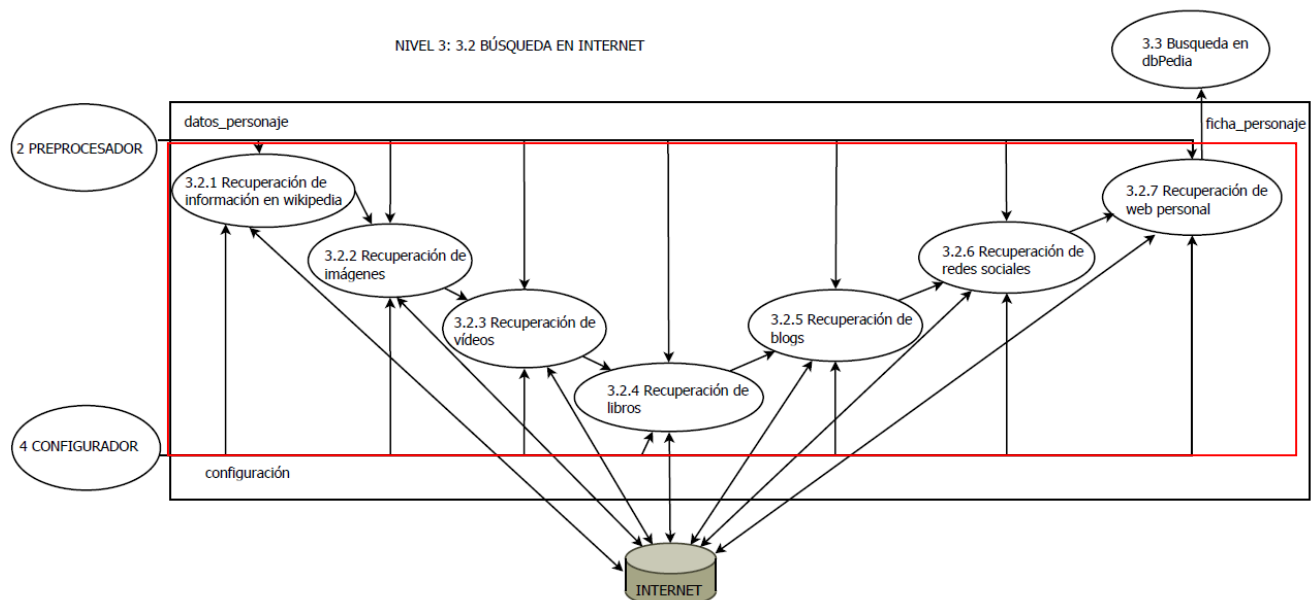 NIVEL 3: 3.2 BÚSQUEDA EN INTERNET
3.3 Busqueda en
dbPedia
datos_personaje
ficha_personaje
2 PREPROCESADOR
3.2.1 Recuperación de
información en wikipedia
3.2.7 Recuperación de
web personal
3.2.2 Recuperación de
imágenes
3.2.6 Recuperación de
redes sociales
3.2.3 Recuperación de
vídeos
3.2.5 Recuperación de
blogs
3.2.4 Recuperación de
libros
4 CONFIGURADOR
configuración
INTERNET